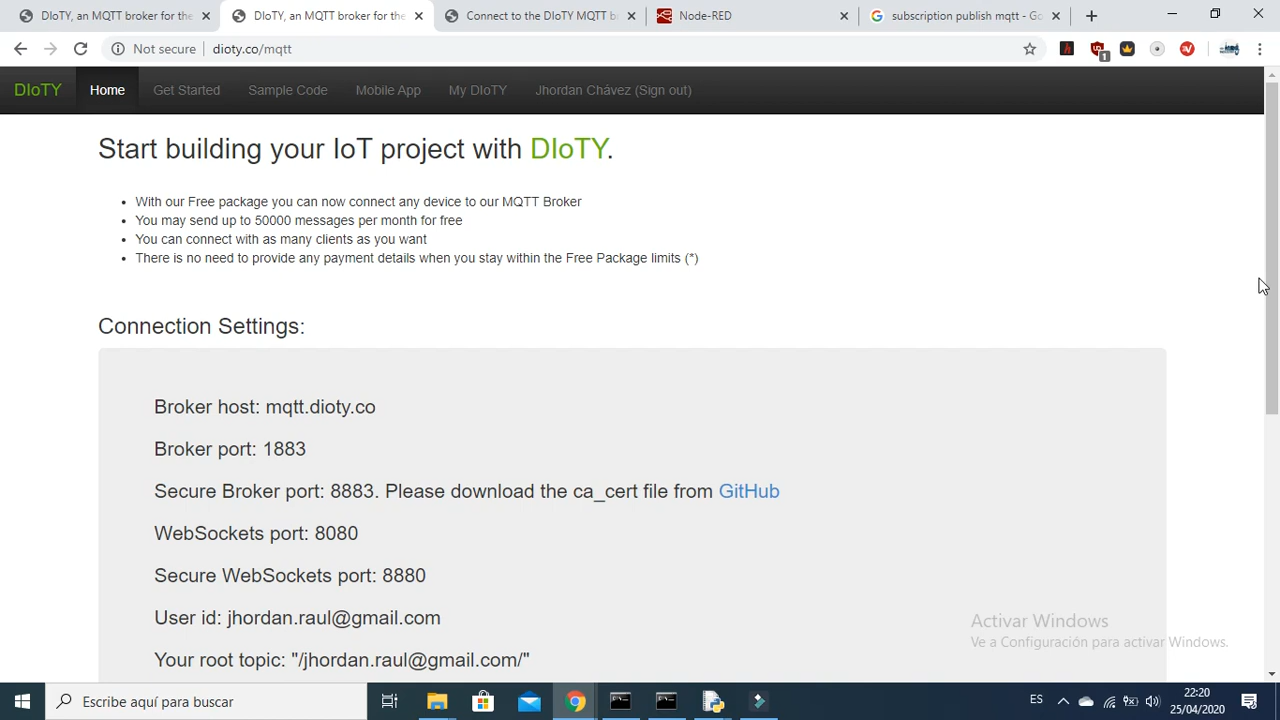 DIoTY, an MQTT broker for the
DIoTY, an MQTT broker for the
Connect to the DIoTY MQTT b
Node-RED
subscription publish mqtt - Go
Not secure dioty.co/mqtt
1
DIoTY Home Get Started Sample Code Mobile App My DIoTY Jhordan Chávez (Sign out)
Start building your IoT project with DIoTY.
With our Free package you can now connect any device to our MQTT Broker
You may send up to 50000 messages per month for free
You can connect with as many clients as you want
There is no need to provide any payment details when you stay within the Free Package limits (*)
Connection Settings:
Broker host: mqtt.dioty.co
Broker port: 1883
Secure Broker port: 8883. Please download the ca_cert file from GitHub
WebSockets port: 8080
Secure WebSockets port: 8880
User id: jhordan.raul@gmail.com
Your root topic: "/jhordan.raul@gmail.com/"
Activar Windows
Ve a Configuración para activar Windows.
Escribe aquí para buscar
ES
22:20
25/04/2020